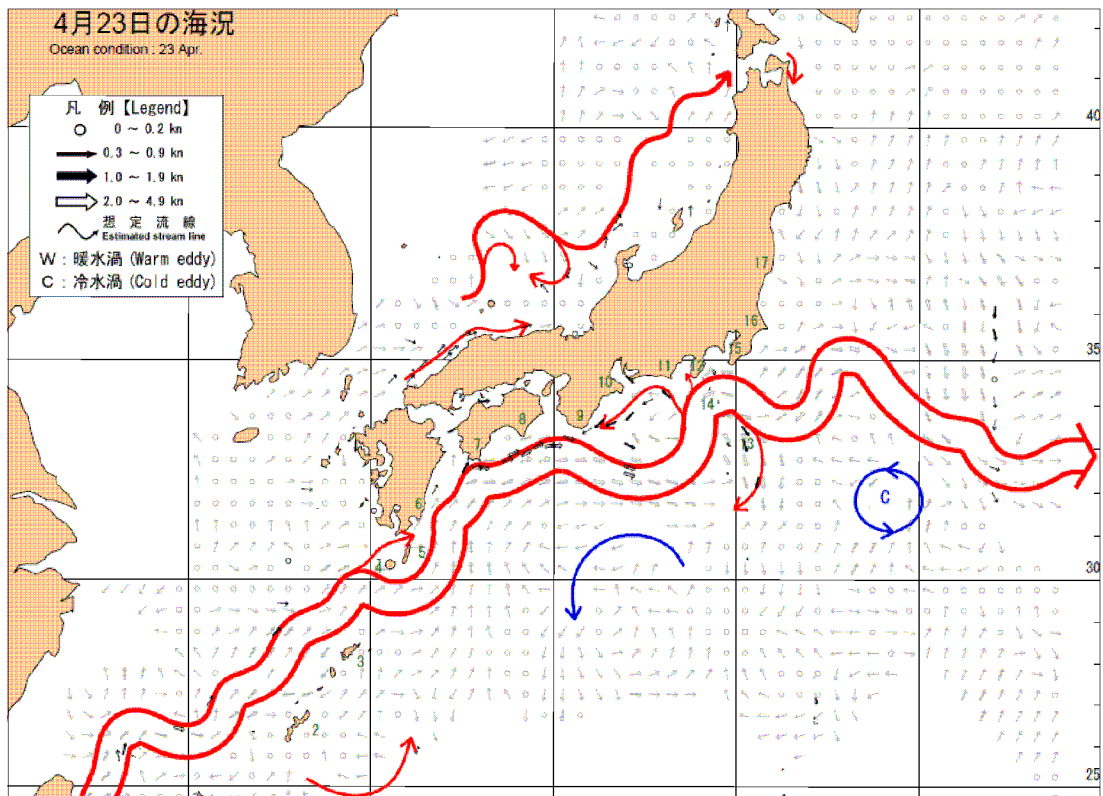 4月23日の海況
Ocean condition : 23 Apr.
凡 例【Legend】
0 ～ 0.2 kn
0.3 ～ 0.9 kn
1.0 ～ 1.9 kn
2.0 ～ 4.9 kn
想 定 流 線
Estimated stream line
W : 暖水渦 (Warm eddy)
C : 冷水渦 (Cold eddy)
40
1
17
16
15
35
11
12
10
14
9
8
13
7
C
6
5
4
30
3
2
25